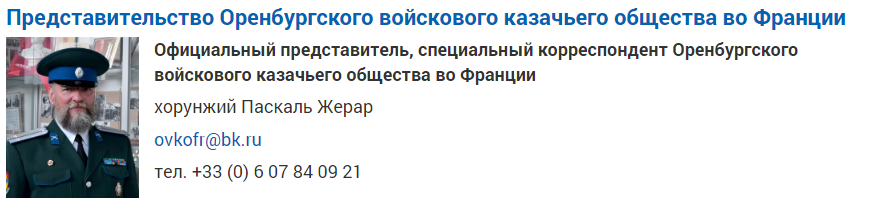 Представительство Оренбургского войскового казачьего общества во Франции
Официальный представитель, специальный корреспондент Оренбургского
войскового казачьего общества во Франции
хорунжий Паскаль Жерар
ovkofr@bk.ru
тел. +33 (0) 6 07 84 09 21